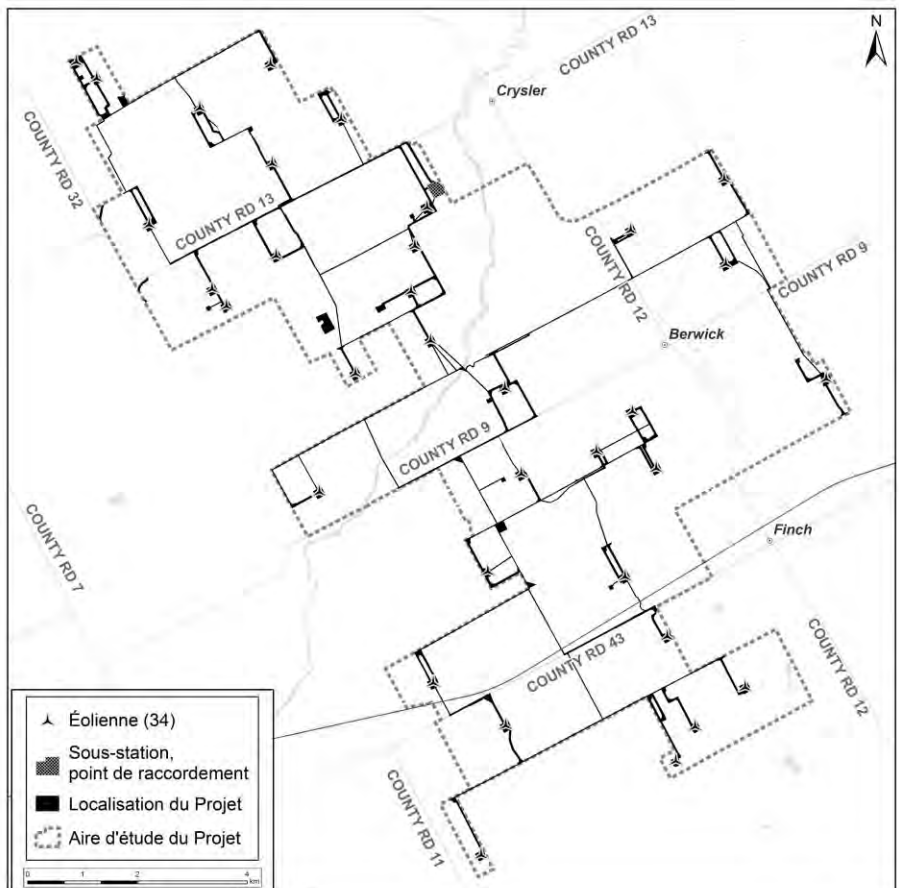 N
COUNTY RD 13
Crysler
COUNTY RD 32
COUNTY RD 13
COUNTY RD 12
COUNTY RD 9
Berwick
COUNTY RD 9
COUNTY RD 7
Finch
COUNTY RD 43
COUNTY RD 12
COUNTY RD 11
Éolienne (34)
Sous-station,
point de raccordement
Localisation du Projet
Aire d'étude du Projet
0 1 2 4
km